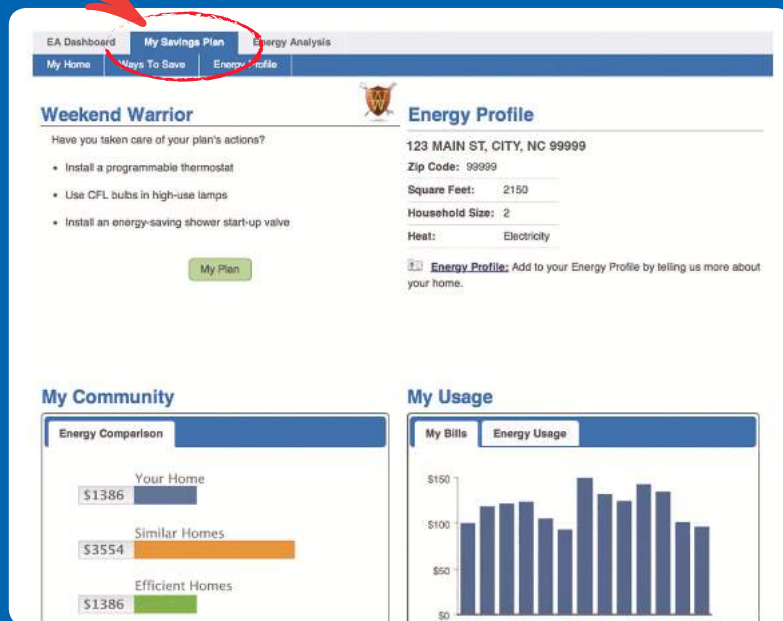 EA Dashboard My Savings Plan Energy Analysis
My Home Ways To Save Energy Profile
Weekend Warrior
Have you taken care of your plan's actions?
• Install a programmable thermostat
• Use CFL bulbs in high-use lamps
• Install an energy-saving shower start-up valve
My Plan
Energy Profile
123 MAIN ST, CITY, NC 99999
Zip Code: 99999
Square Feet: 2150
Household Size: 2
Heat: Electricity
Energy Profile: Add to your Energy Profile by telling us more about
your home.
My Community
Energy Comparison
Your Home
$1386
Similar Homes
$3554
Efficient Homes
$1386
My Usage
My Bills Energy Usage
$150
$100
$50
$0